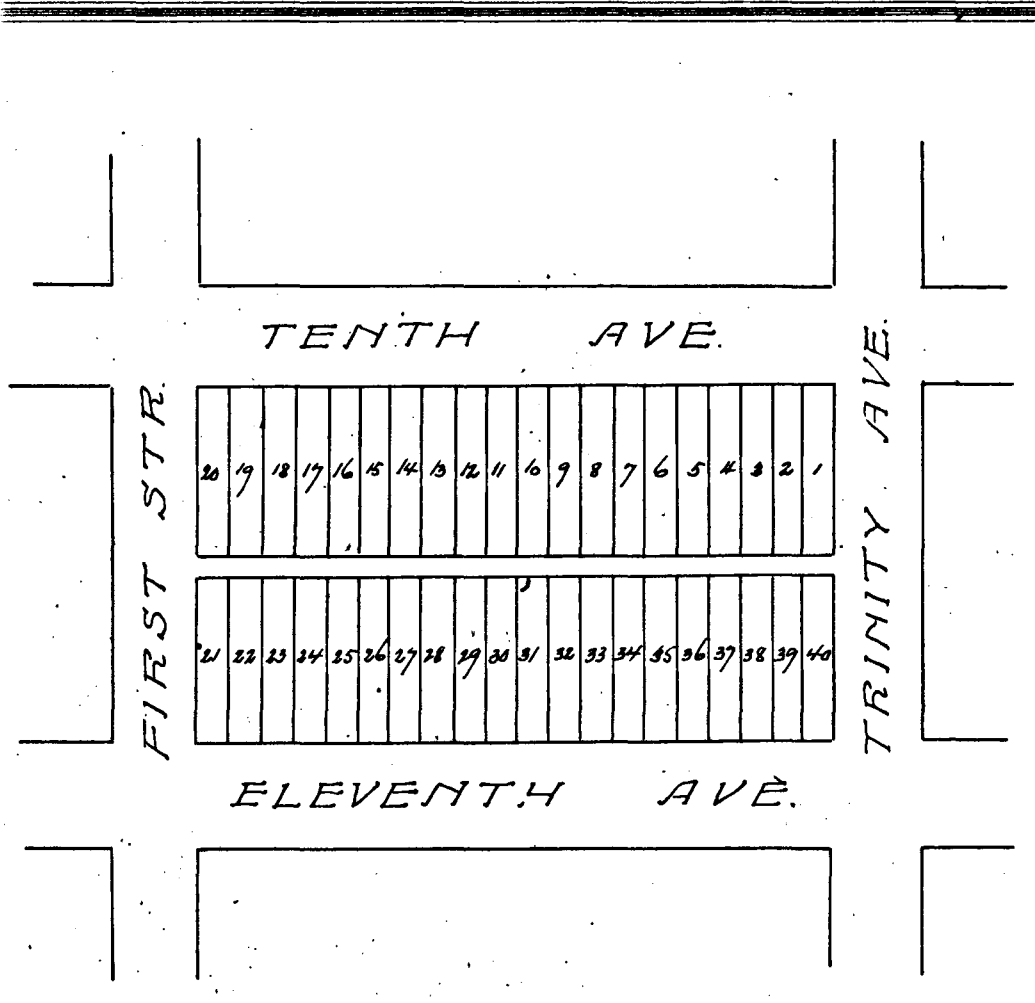 TENTH AVE.
FIRST STR.
TRINITY AVE.
20 19 18 17 16 15 14 13 12 11 10 9 8 7 6 5 4 3 2 1
21 22 23 24 25 26 27 28 29 30 31 32 33 34 35 36 37 38 39 40
ELEVENTH AVE.